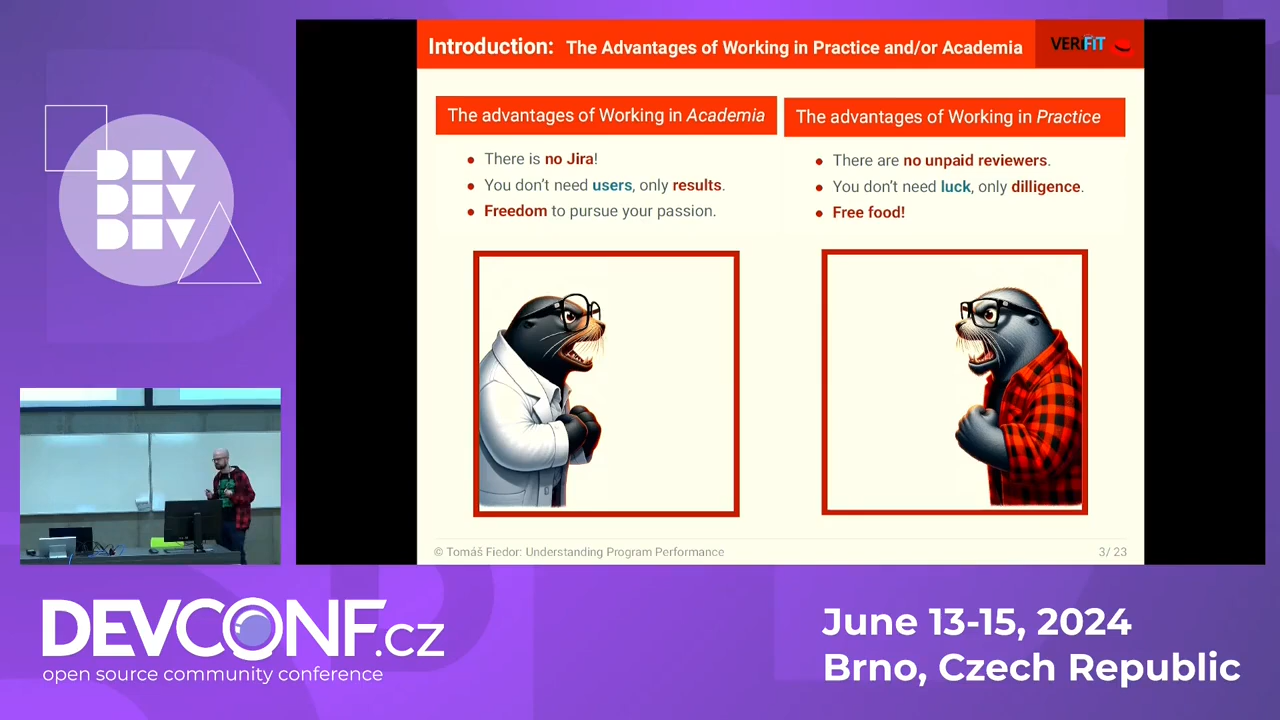 Introduction: The Advantages of Working in Practice and/or Academia
VERIFIT
The advantages of Working in Academia
There is no Jira!
You don't need users, only results.
Freedom to pursue your passion.
The advantages of Working in Practice
There are no unpaid reviewers.
You don't need luck, only dilligence.
Free food!
© Tomáš Fiedor: Understanding Program Performance
3/ 23
DEV
DEV
DEV
DEVCONF.cz
open source community conference
June 13-15, 2024
Brno, Czech Republic